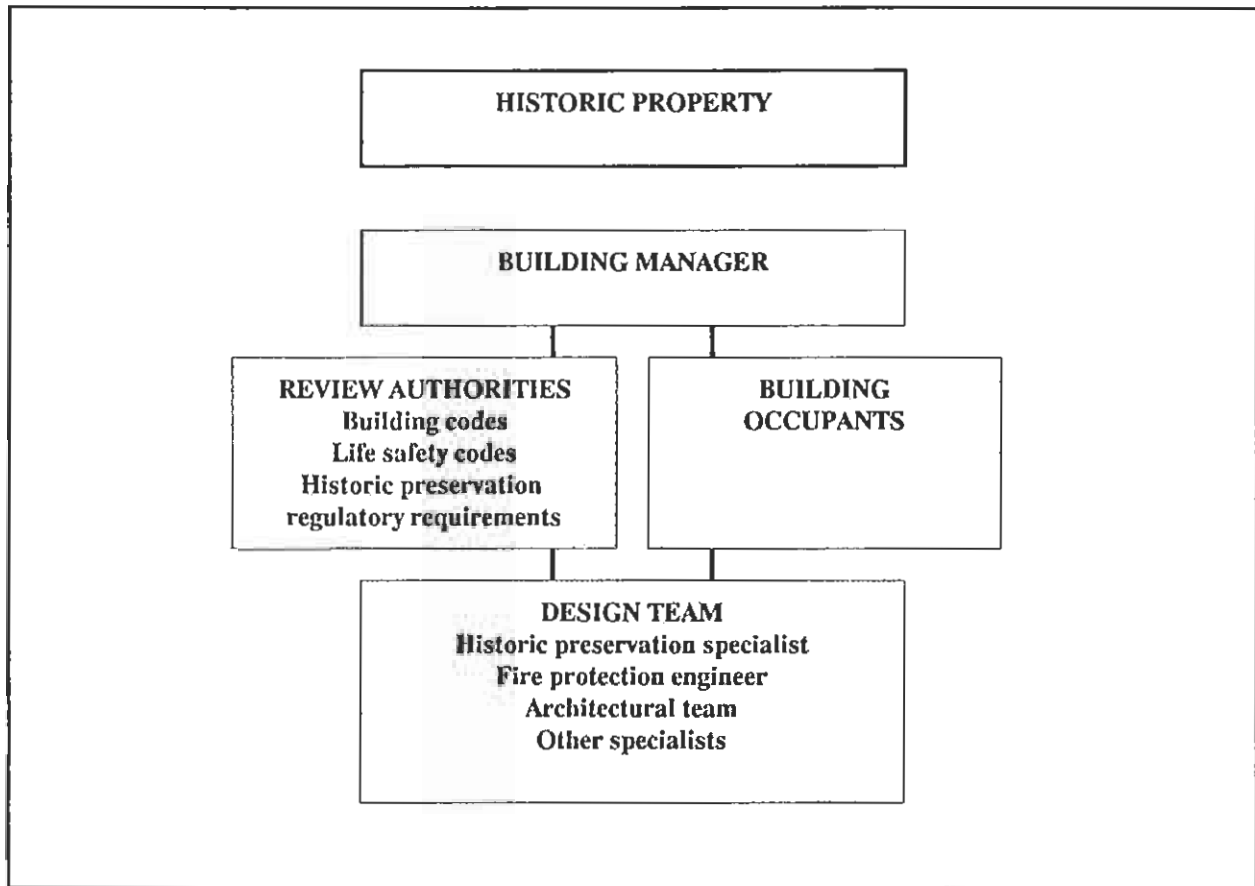 HISTORIC PROPERTY
BUILDING MANAGER
REVIEW AUTHORITIES
Building codes
Life safety codes
Historic preservation
regulatory requirements
BUILDING
OCCUPANTS
DESIGN TEAM
Historic preservation specialist
Fire protection engineer
Architectural team
Other specialists